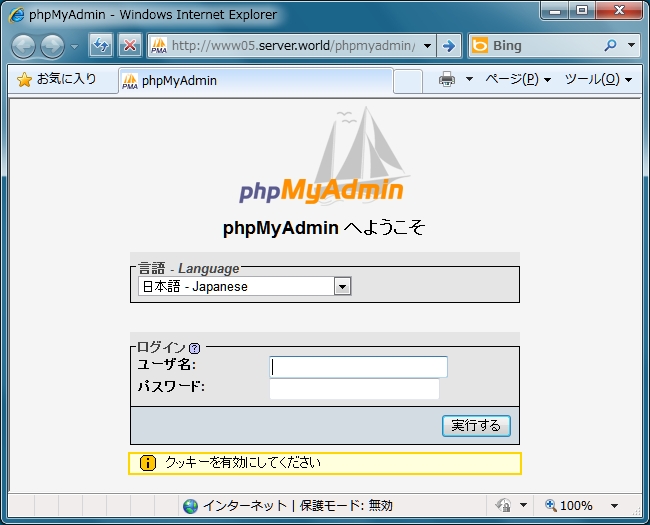 phpMyAdmin - Windows Internet Explorer
http://www05.server.world/phpmyadmin/
Bing
お気に入り
phpMyAdmin
ページ(P)
ツール(O)
phpMyAdmin
phpMyAdmin へようこそ
言語 - Language
日本語 - Japanese
ログイン
ユーザ名:
パスワード:
実行する
クッキーを有効にしてください
インターネット | 保護モード: 無効
100%